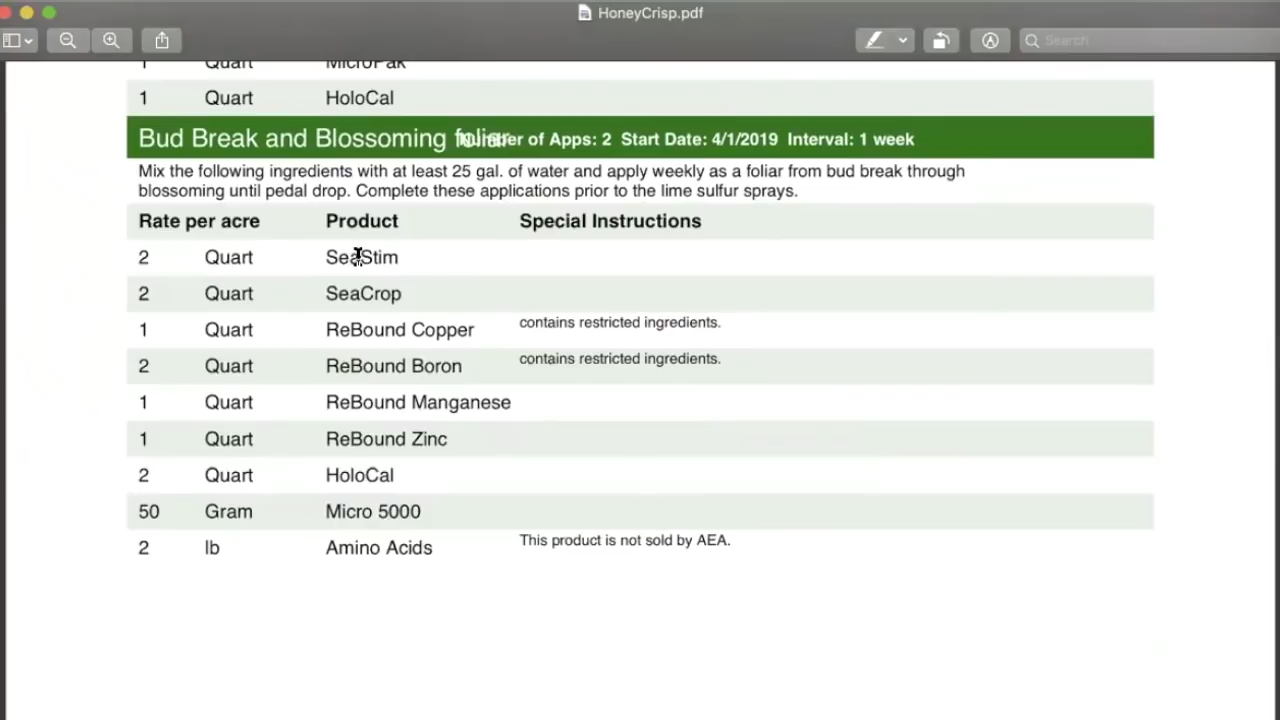 HoneyCrisp.pdf
Search
1 Quart MicroPak
1 Quart HoloCal
Bud Break and Blossoming foliar Number of Apps: 2 Start Date: 4/1/2019 Interval: 1 week
Mix the following ingredients with at least 25 gal. of water and apply weekly as a foliar from bud break through
blossoming until pedal drop. Complete these applications prior to the lime sulfur sprays.
Rate per acre Product Special Instructions
2 Quart SeaStim
2 Quart SeaCrop
1 Quart ReBound Copper contains restricted ingredients.
2 Quart ReBound Boron contains restricted ingredients.
1 Quart ReBound Manganese
1 Quart ReBound Zinc
2 Quart HoloCal
50 Gram Micro 5000
2 lb Amino Acids This product is not sold by AEA.